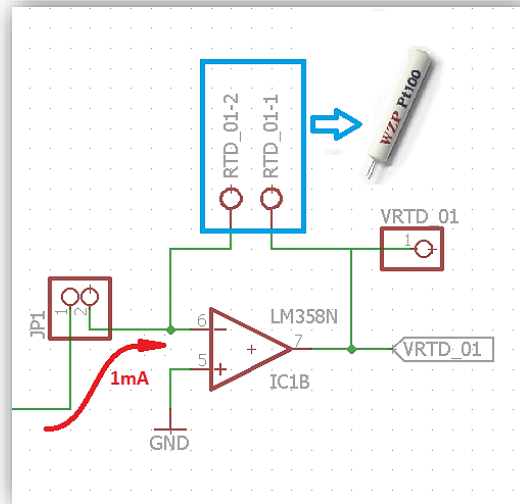 RTD_01-2
RTD_01-1
WZP Pt100
VRTD_01
1
JP1
1
2
6
LM358N
7
VRTD_01
5
IC1B
1mA
GND